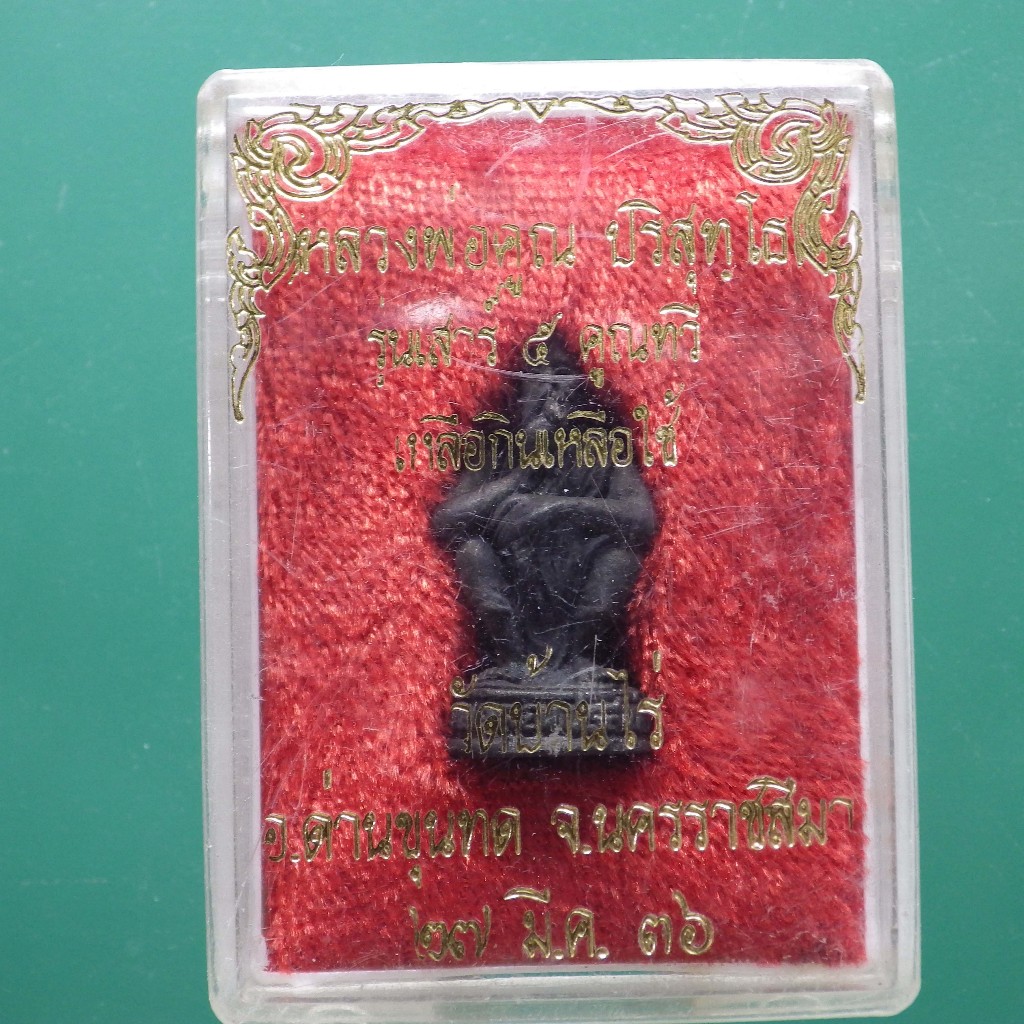 หลวงพ่อคูณ ปริสุทฺโธ
รุ่นเสาร์ ๕ คูณทวี
เหลือกินเหลือใช้
วัดบ้านไร่
อ.ด่านขุนทด จ.นครราชสีมา
๒๗ มี.ค. ๓๖